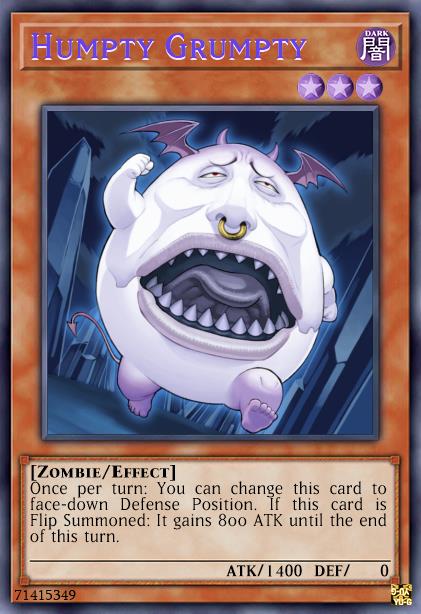 Humpty Grumpty
DARK
闇
[Zombie/Effect]
Once per turn: You can change this card to
face-down Defense Position. If this card is
Flip Summoned: It gains 800 ATK until the end
of this turn.
ATK/1400 DEF/ 0
71415349